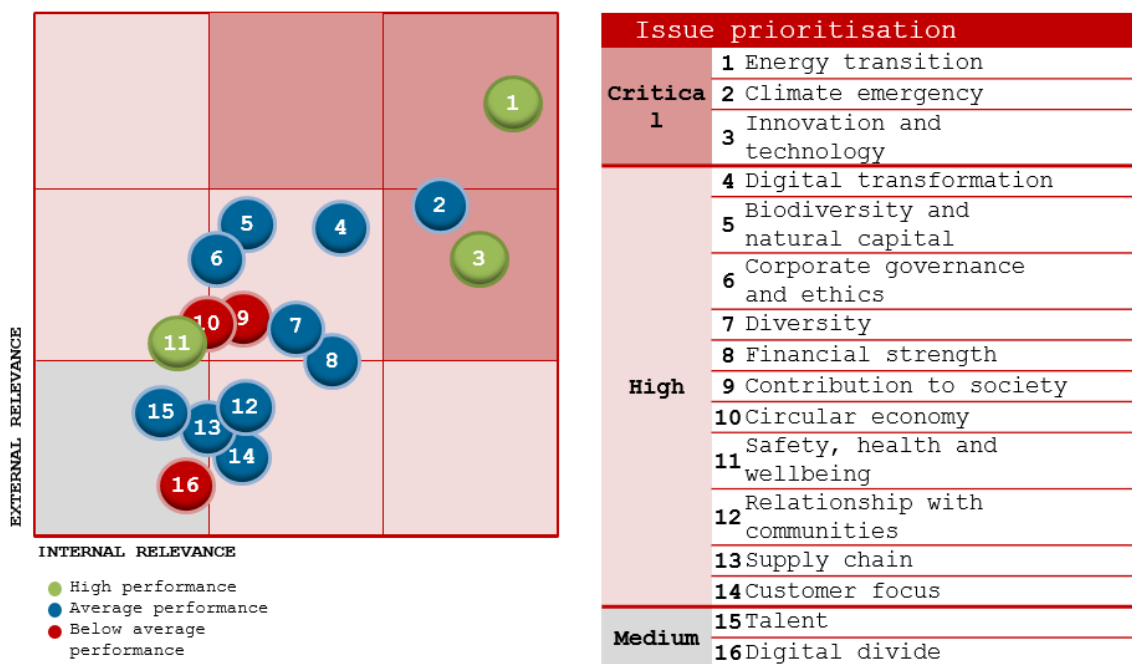 1
2
3
4
5
6
7
8
9
10
11
12
13
14
15
16
EXTERNAL RELEVANCE
INTERNAL RELEVANCE
High performance
Average performance
Below average
performance
Issue prioritisation
Critica
l
1 Energy transition
2 Climate emergency
3 Innovation and
technology
High
4 Digital transformation
5 Biodiversity and
natural capital
6 Corporate governance
and ethics
7 Diversity
8 Financial strength
9 Contribution to society
10 Circular economy
11 Safety, health and
wellbeing
12 Relationship with
communities
13 Supply chain
14 Customer focus
Medium
15 Talent
16 Digital divide